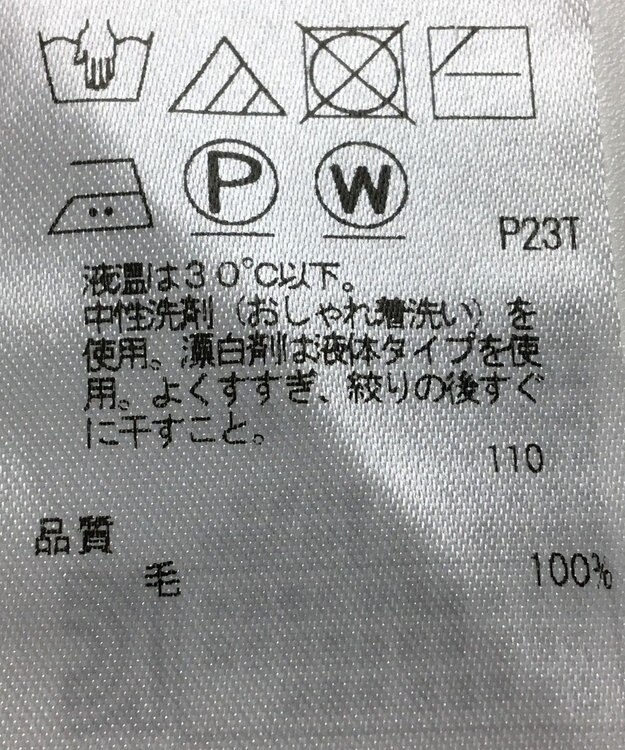 P W
P23T
液温は30℃以下。
中性洗剤(おしゃれ着洗い)を
使用。漂白剤は液体タイプを使
用。よくすすぎ、絞りの後すぐ
に干すこと。
110
品質
毛 100%